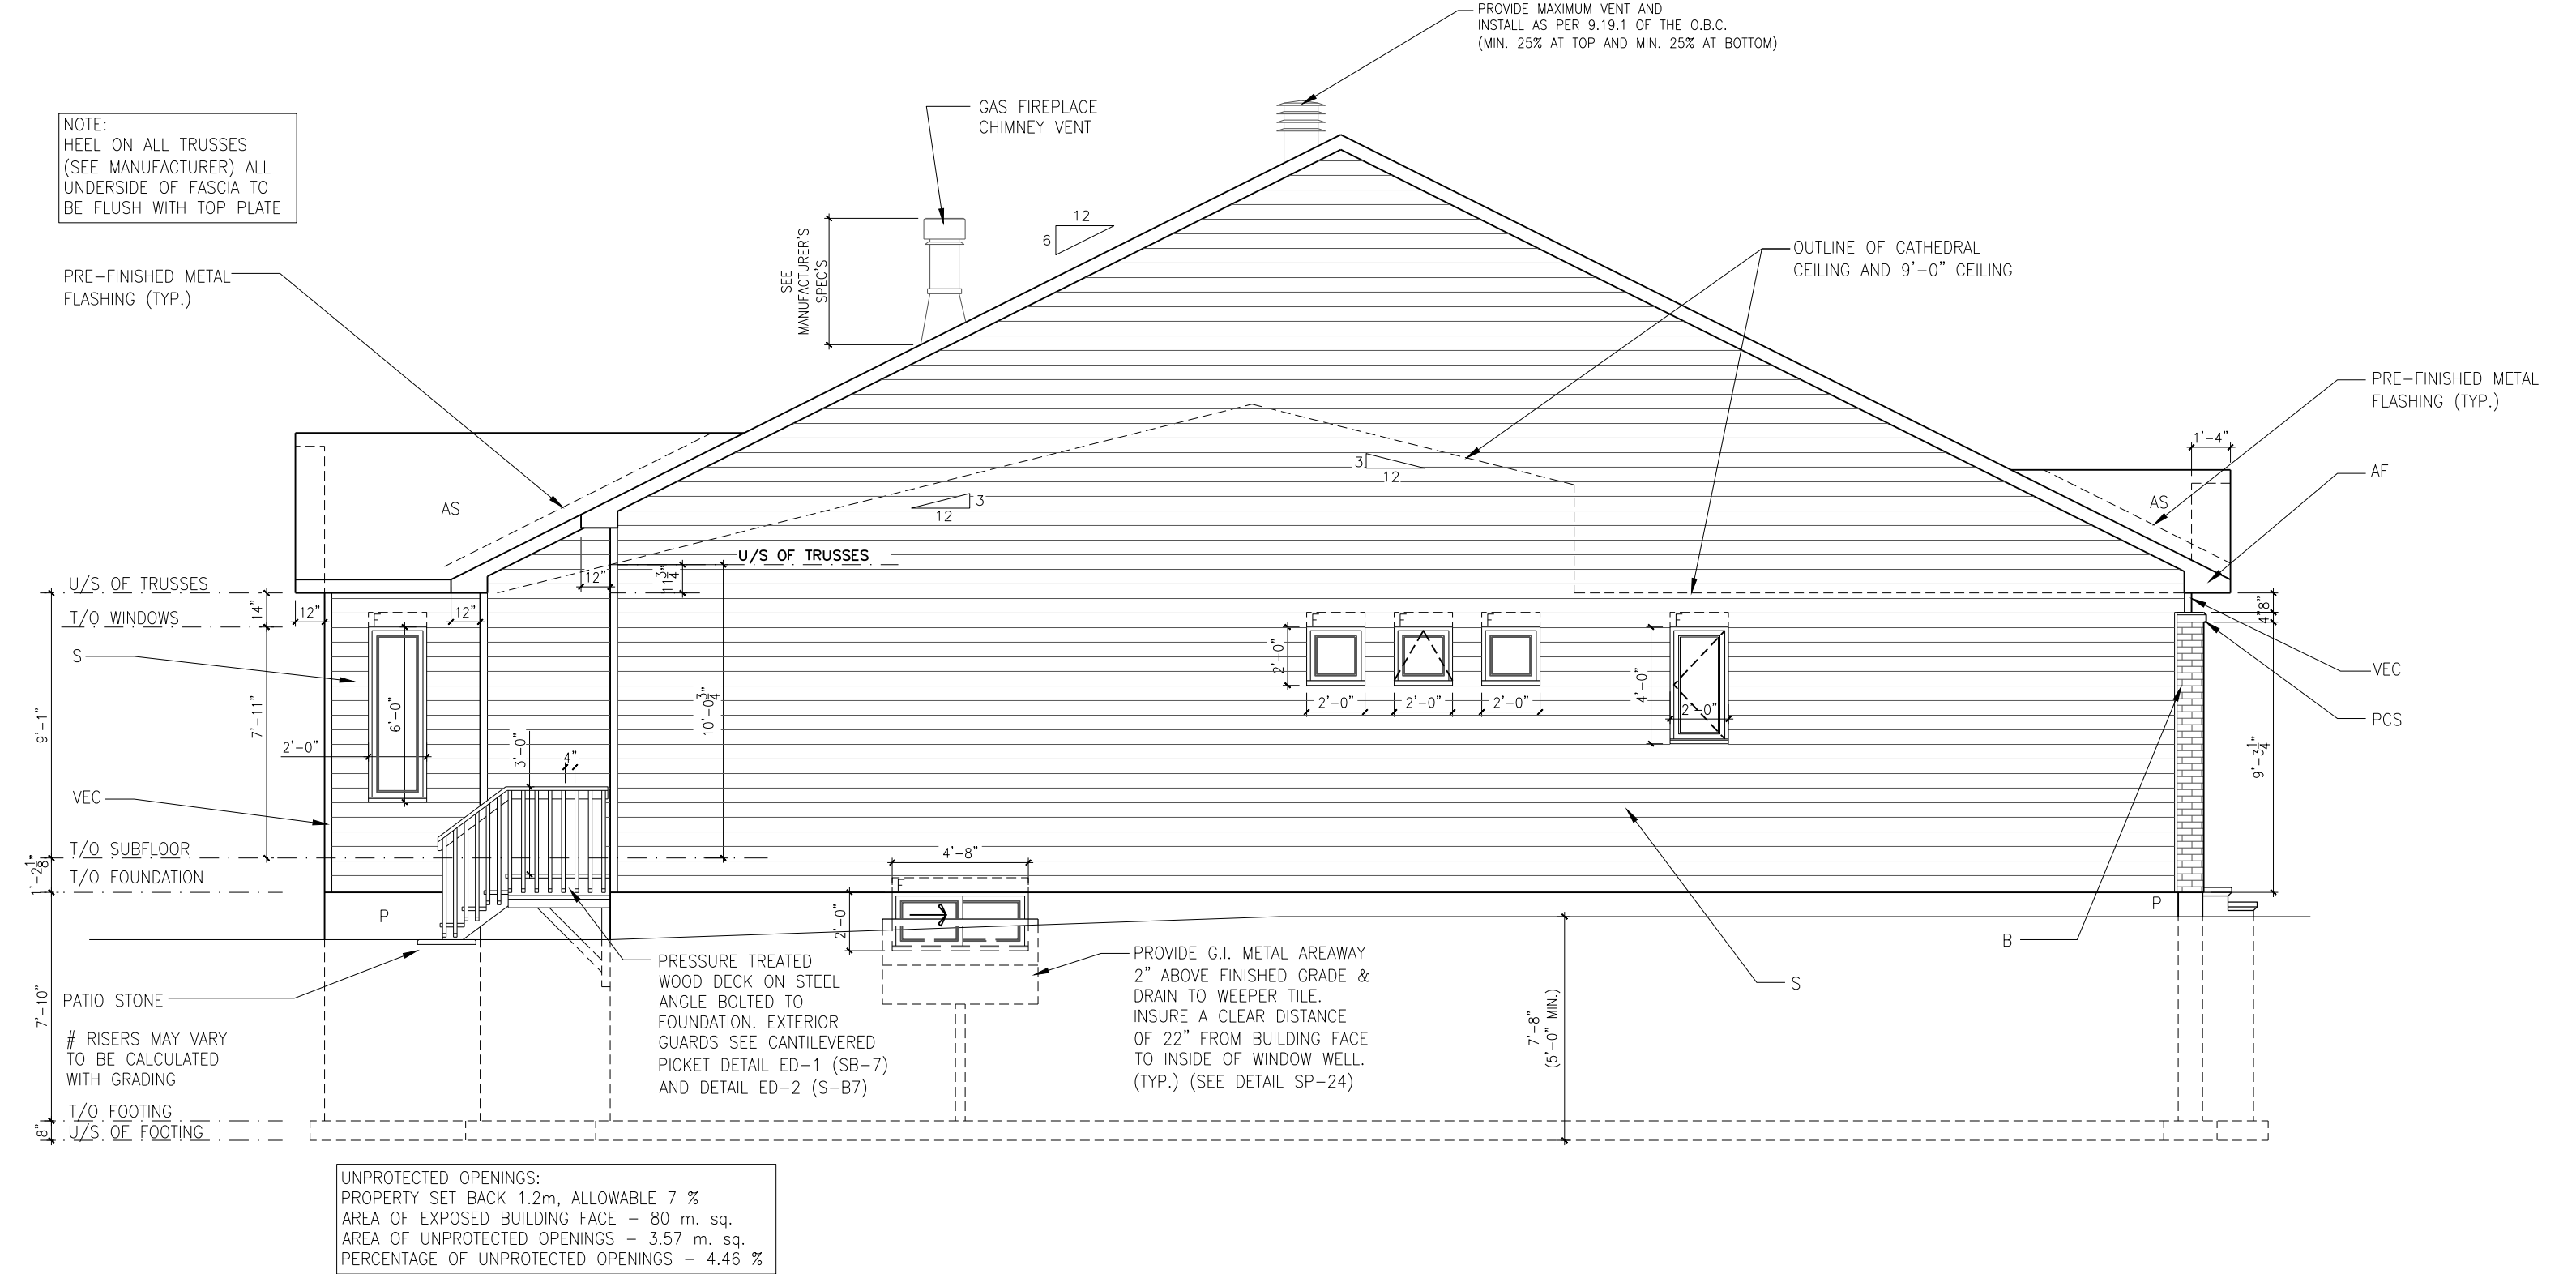 PROVIDE MAXIMUM VENT AND
INSTALL AS PER 9.19.1 OF THE O.B.C.
(MIN. 25% AT TOP AND MIN. 25% AT BOTTOM)
GAS FIREPLACE
CHIMNEY VENT
NOTE:
HEEL ON ALL TRUSSES
(SEE MANUFACTURER) ALL
UNDERSIDE OF FASCIA TO
BE FLUSH WITH TOP PLATE
12
6
SEE
MANUFACTURER'S
SPEC'S
OUTLINE OF CATHEDRAL
CEILING AND 9'-0" CEILING
PRE-FINISHED METAL
FLASHING (TYP.)
PRE-FINISHED METAL
FLASHING (TYP.)
1'-4"
AF
AS
AS
3
12
3
12
U/S OF TRUSSES
12"
11 3/4"
U/S OF TRUSSES
T/O WINDOWS
14"
12"
12"
4"
8"
F
F
F
F
F
S
9'-1"
7'-11"
2'-0"
6'-0"
3'-0"
4"
10'-0 3/4"
2'-0"
2'-0"
2'-0"
2'-0"
4'-0"
2'-0"
VEC
PCS
9'-3 1/4"
VEC
T/O SUBFLOOR
T/O FOUNDATION
1'-2 1/8"
4'-8"
F
2'-0"
P
P
B
S
PATIO STONE
# RISERS MAY VARY
TO BE CALCULATED
WITH GRADING
7'-10"
PRESSURE TREATED
WOOD DECK ON STEEL
ANGLE BOLTED TO
FOUNDATION. EXTERIOR
GUARDS SEE CANTILEVERED
PICKET DETAIL ED-1 (SB-7)
AND DETAIL ED-2 (S-B7)
PROVIDE G.I. METAL AREAWAY
2" ABOVE FINISHED GRADE &
DRAIN TO WEEPER TILE.
INSURE A CLEAR DISTANCE
OF 22" FROM BUILDING FACE
TO INSIDE OF WINDOW WELL.
(TYP.) (SEE DETAIL SP-24)
7'-8"
(5'-0" MIN.)
T/O FOOTING
U/S OF FOOTING
8"
UNPROTECTED OPENINGS:
PROPERTY SET BACK 1.2m, ALLOWABLE 7 %
AREA OF EXPOSED BUILDING FACE - 80 m. sq.
AREA OF UNPROTECTED OPENINGS - 3.57 m. sq.
PERCENTAGE OF UNPROTECTED OPENINGS - 4.46 %